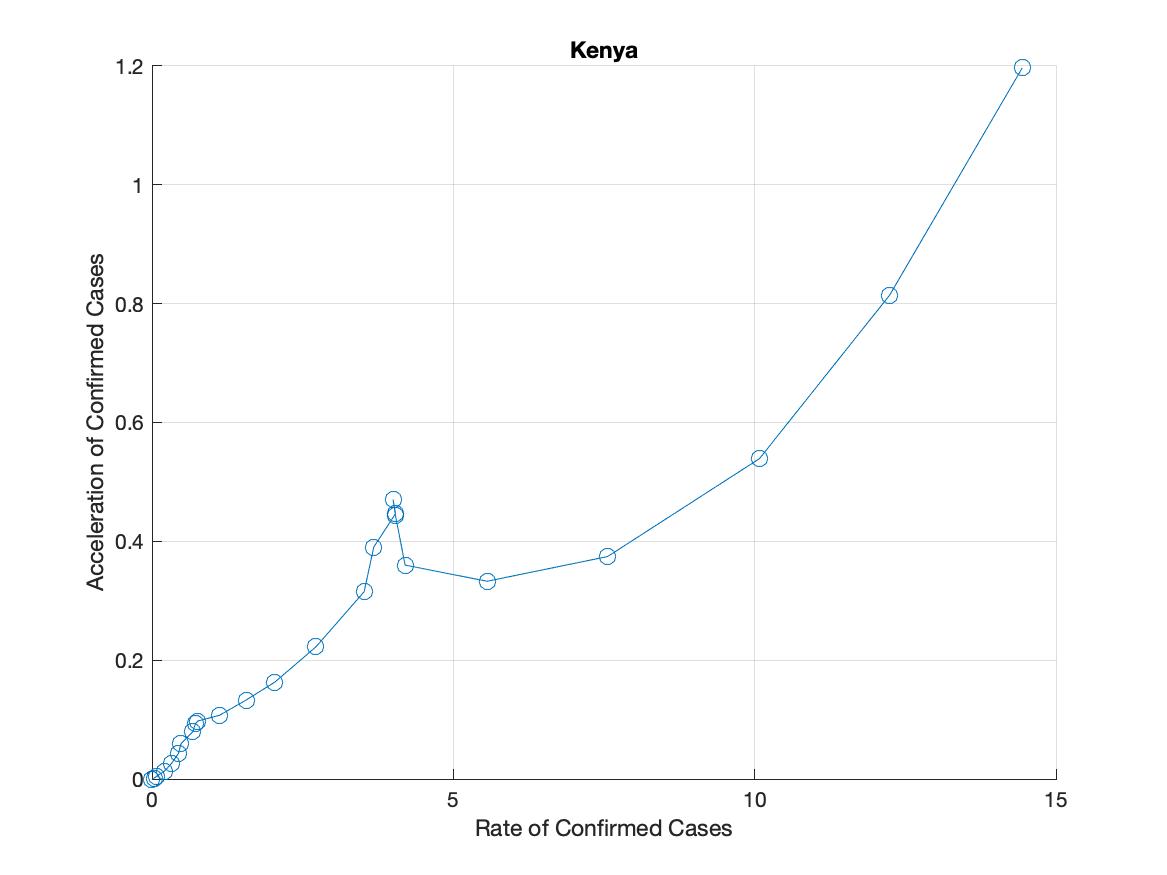 Kenya
1.2
1
0.8
0.6
0.4
0.2
0
0 5 10 15
Acceleration of Confirmed Cases
Rate of Confirmed Cases